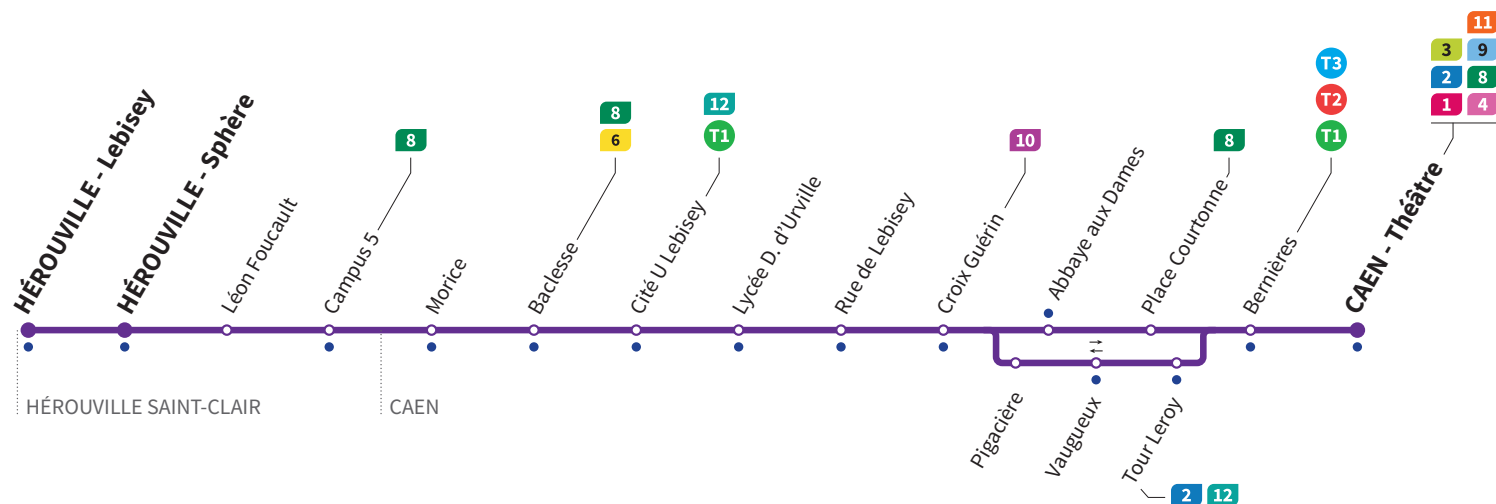 HÉROUVILLE - Lebisey
HÉROUVILLE - Sphère
Léon Foucault
Campus 5
8
Morice
Baclesse
8
6
Cité U Lebisey
12
T1
Lycée D. d'Urville
Rue de Lebisey
Croix Guérin
10
Abbaye aux Dames
Place Courtonne
8
Bernières
T3
T2
T1
CAEN - Théâtre
11
3 9
2 8
1 4
Pigacière
Vaugueux
Tour Leroy
2 12
HÉROUVILLE SAINT-CLAIR
CAEN